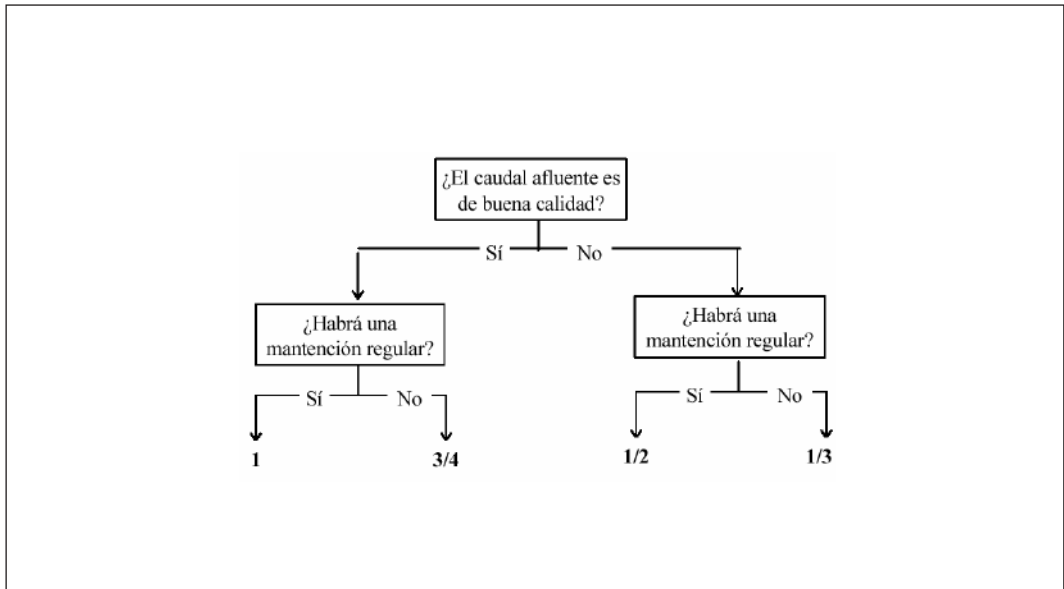 ¿El caudal afluente es
de buena calidad?
Sí No
¿Habrá una
mantención regular?
¿Habrá una
mantención regular?
Sí No
Sí No
1 3/4 1/2 1/3